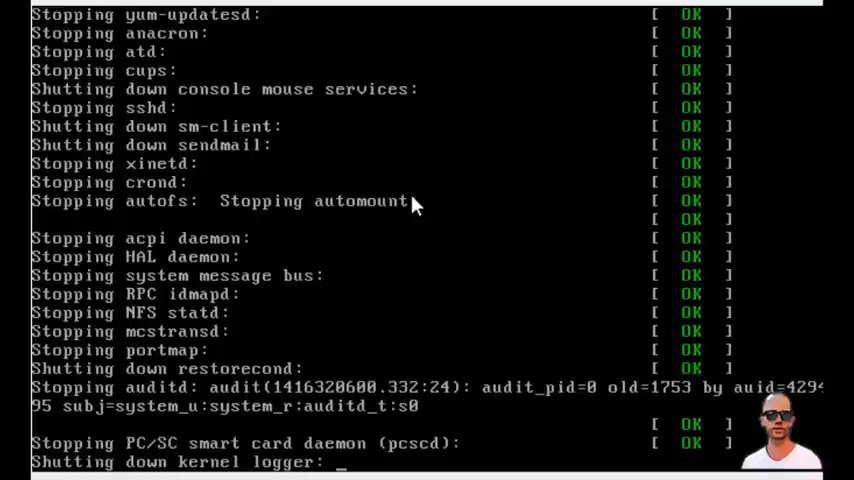 Stopping yum-updatesd: [ OK ]
Stopping anacron: [ OK ]
Stopping atd: [ OK ]
Stopping cups: [ OK ]
Shutting down console mouse services: [ OK ]
Stopping sshd: [ OK ]
Shutting down sm-client: [ OK ]
Shutting down sendmail: [ OK ]
Stopping xinetd: [ OK ]
Stopping crond: [ OK ]
Stopping autofs:  Stopping automount [ OK ]
[ OK ]
Stopping acpi daemon: [ OK ]
Stopping HAL daemon: [ OK ]
Stopping system message bus: [ OK ]
Stopping RPC idmapd: [ OK ]
Stopping NFS statd: [ OK ]
Stopping mcstransd: [ OK ]
Stopping portmap: [ OK ]
Shutting down restorecond: [ OK ]
Stopping auditd: audit(1416320600.332:24): audit_pid=0 old=1753 by auid=4294
95 subj=system_u:system_r:auditd_t:s0
[ OK ]
Stopping PC/SC smart card daemon (pcscd): [ OK ]
Shutting down kernel logger: _